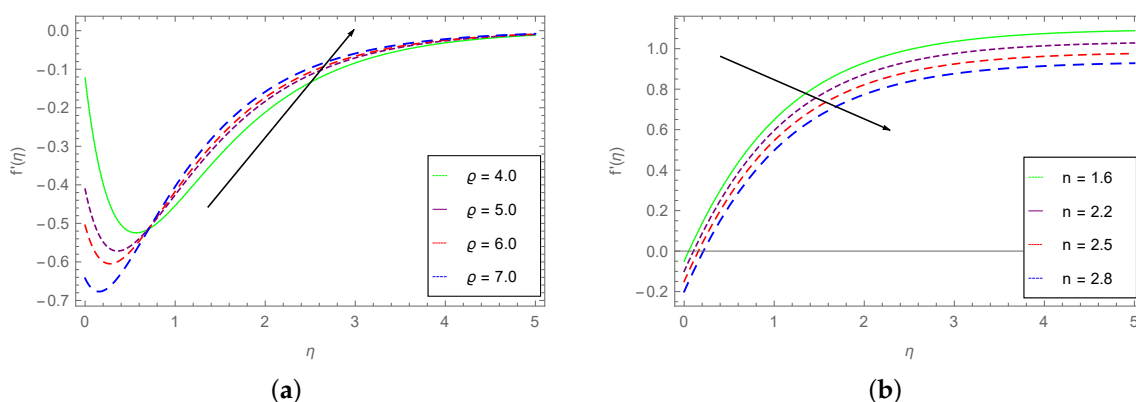 0.0
−0.1
−0.2
−0.3
−0.4
−0.5
−0.6
−0.7
f'(η)
0 1 2 3 4 5
η
ϱ = 4.0
ϱ = 5.0
ϱ = 6.0
ϱ = 7.0
(a)
1.0
0.8
0.6
0.4
0.2
0.0
−0.2
f'(η)
0 1 2 3 4 5
η
n = 1.6
n = 2.2
n = 2.5
n = 2.8
(b)